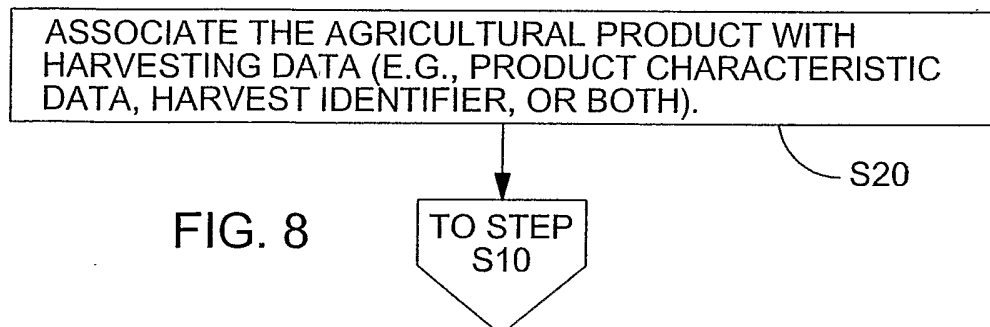 ASSOCIATE THE AGRICULTURAL PRODUCT WITH
HARVESTING DATA (E.G., PRODUCT CHARACTERISTIC
DATA, HARVEST IDENTIFIER, OR BOTH).
S20
FIG. 8
TO STEP
S10